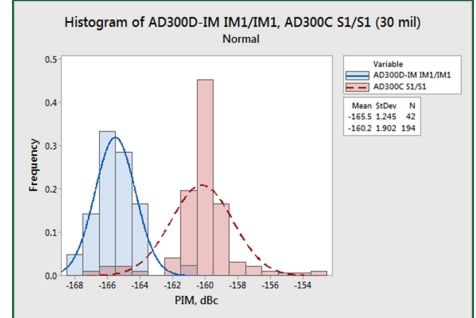 Histogram of AD300D-IM IM1/IM1, AD300C S1/S1 (30 mil)
Normal
Variable
AD300D-IM IM1/IM1
AD300C S1/S1
Mean StDev N
-165.5 1.245 42
-160.2 1.902 194
Frequency
0.5
0.4
0.3
0.2
0.1
0.0
-168 -166 -164 -162 -160 -158 -156 -154
PIM, dBc